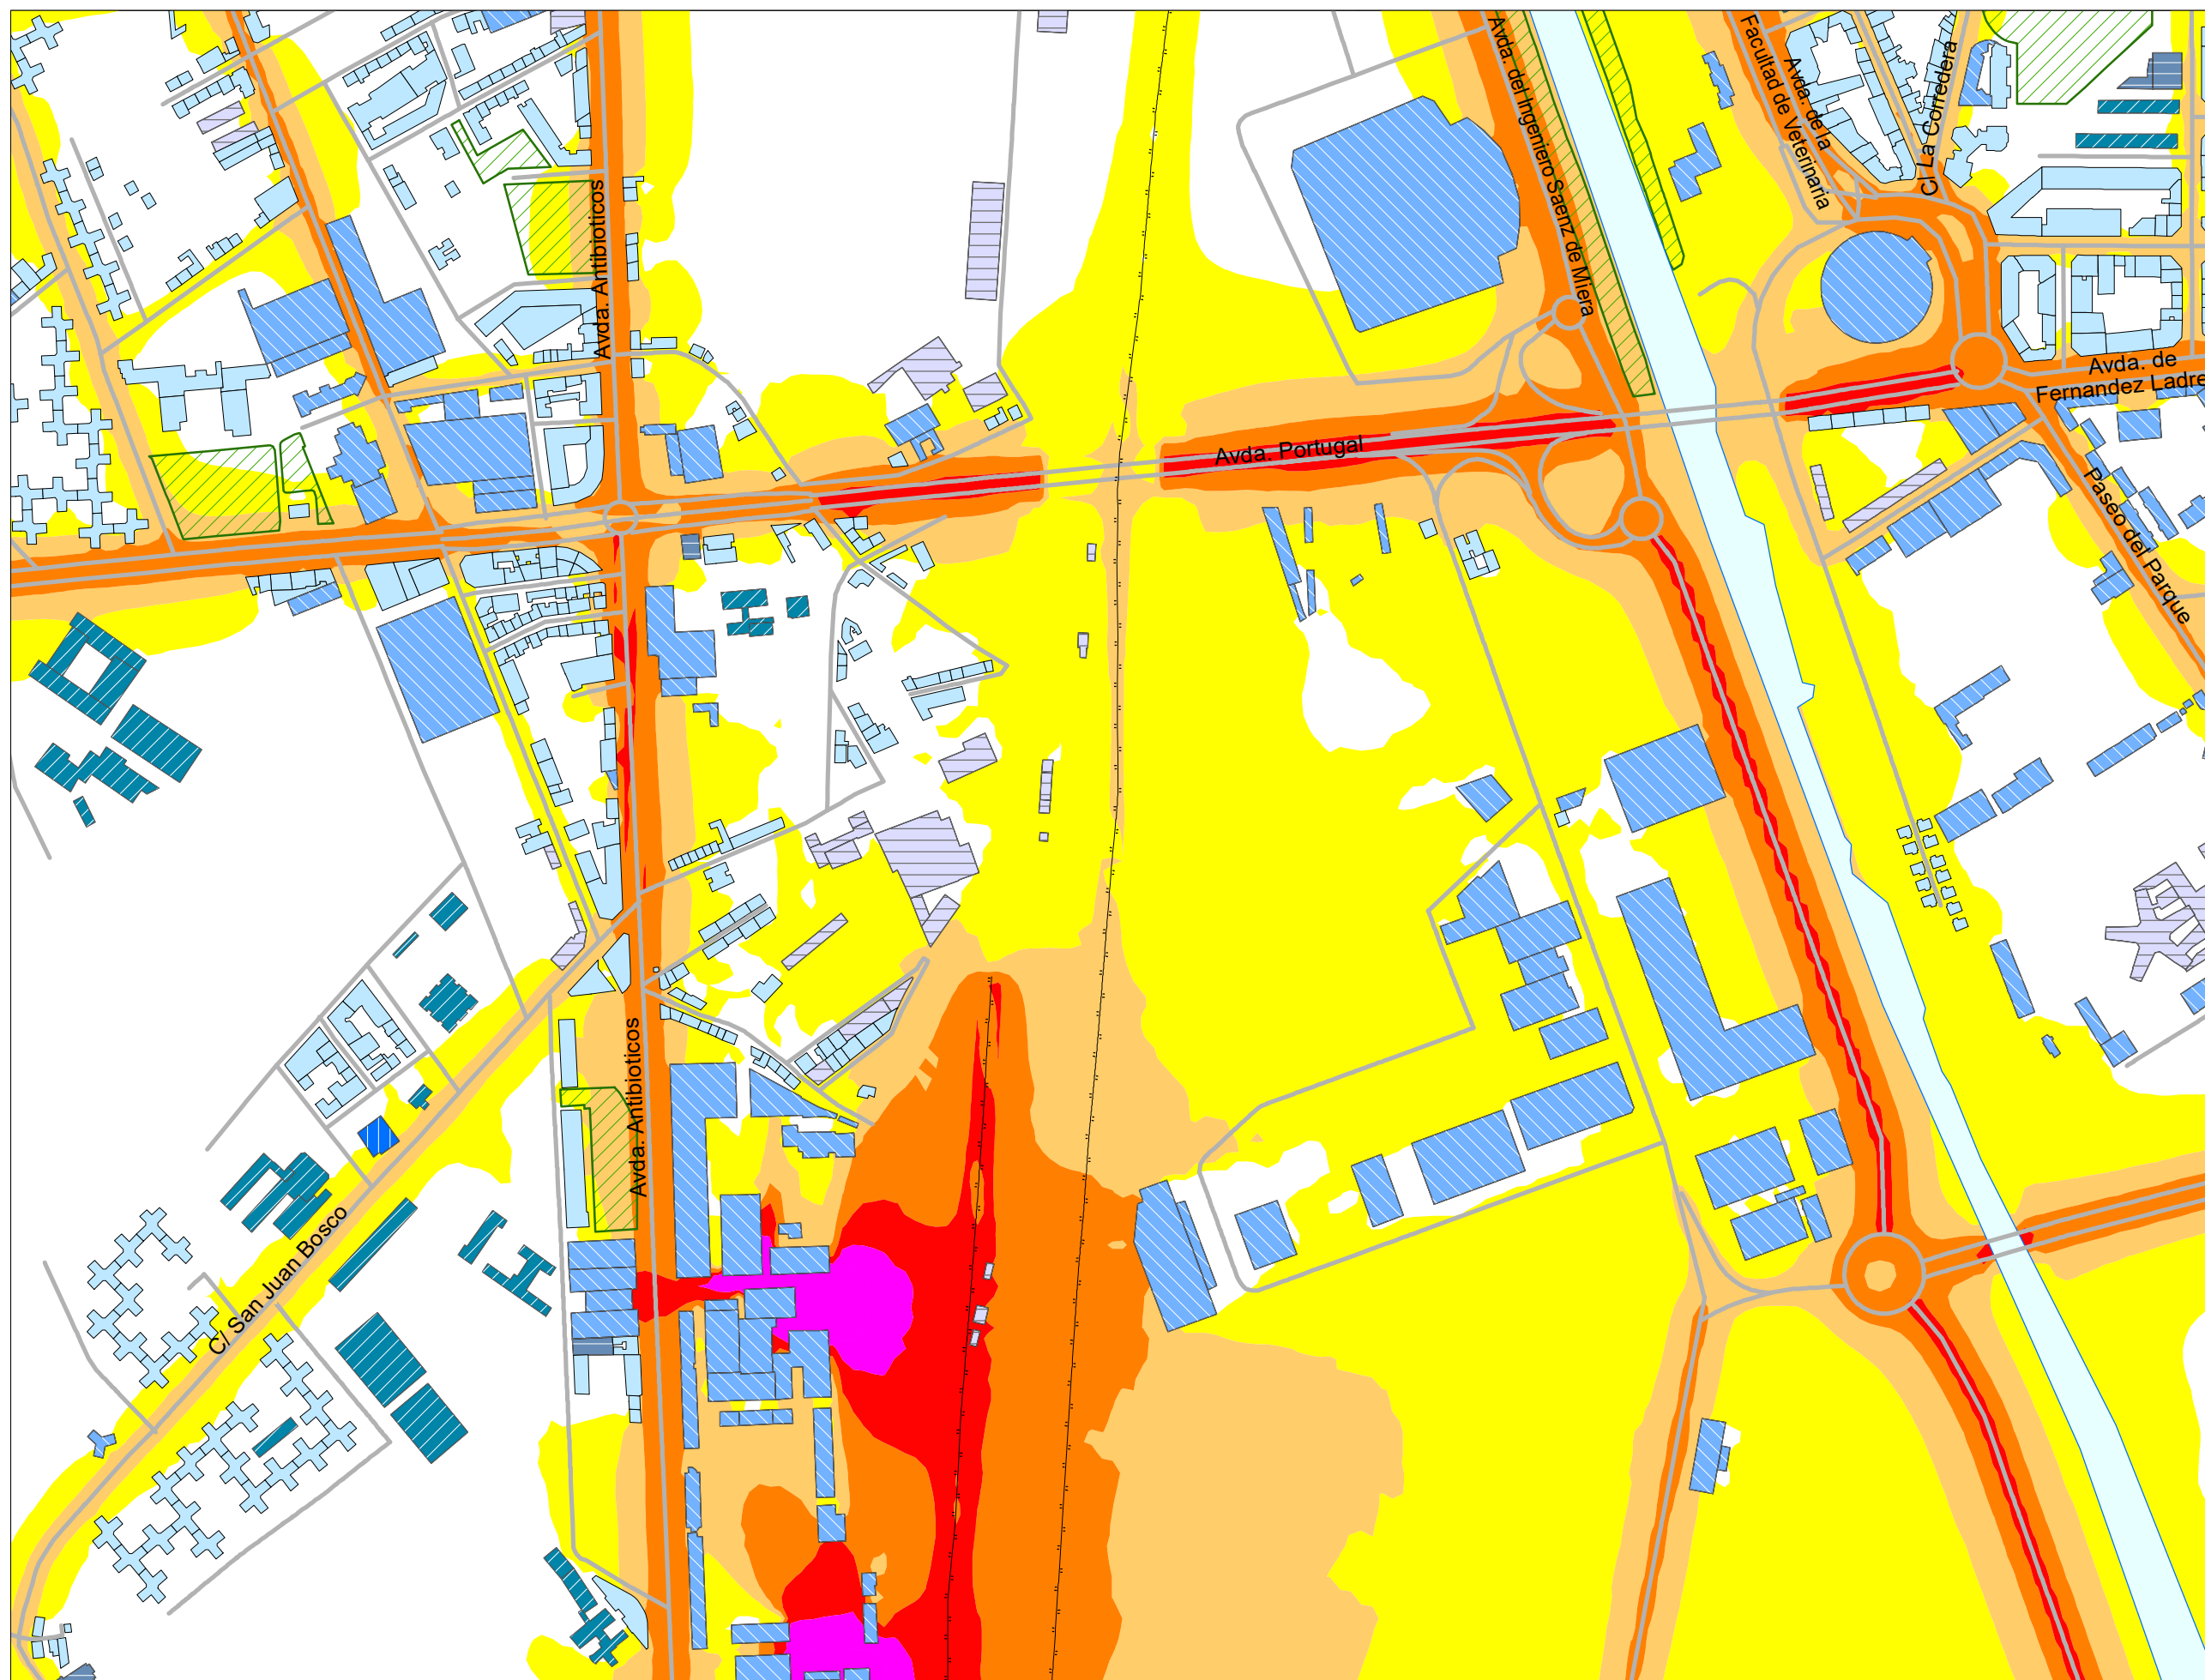 Avda. del Ingeniero Saenz de Miera
Avda. de la
Facultad de Veterinaria
C/ La Corredera
Avda. Antibioticos
Avda. de
Fernandez Ladre
Avda. Portugal
Paseo del Parque
Avda. Antibioticos
C/ San Juan Bosco